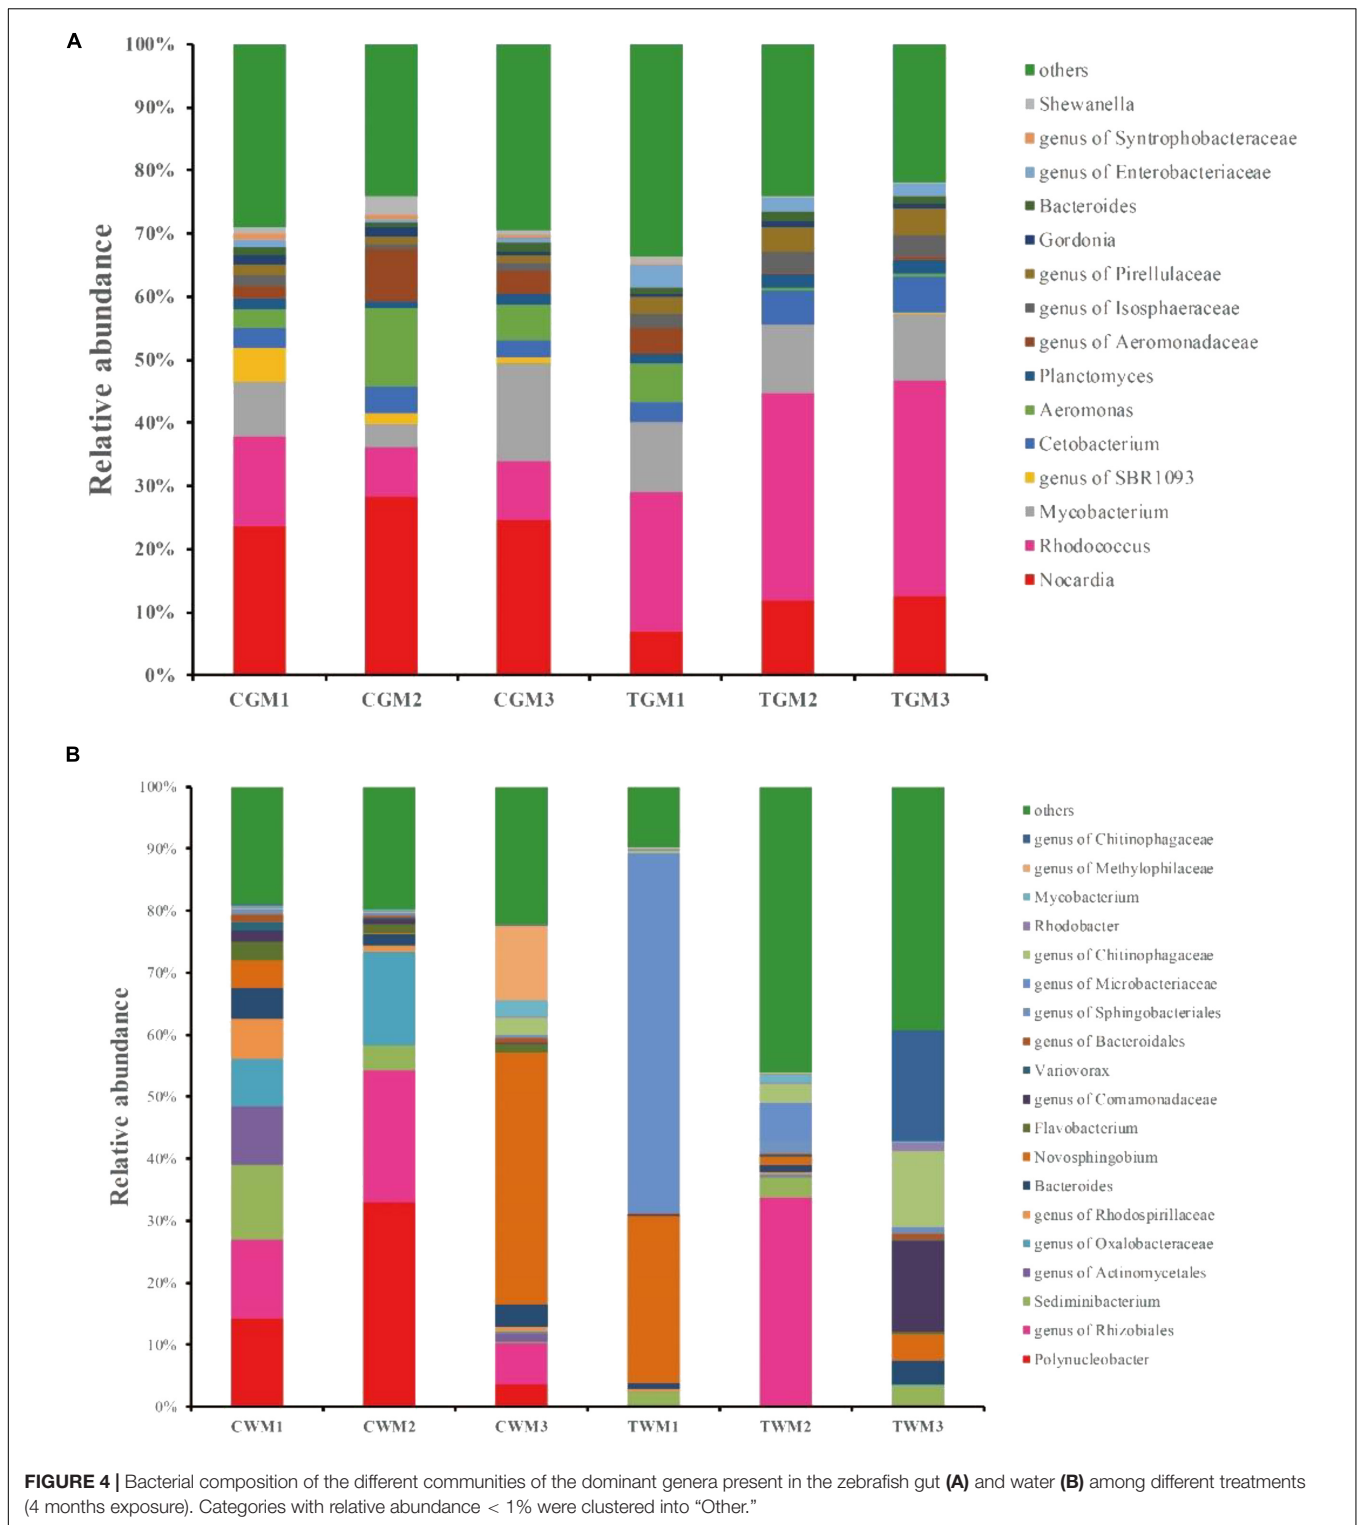 A
100%
90%
80%
70%
60%
50%
40%
30%
20%
10%
0%
Relative abundance
CGM1 CGM2 CGM3 TGM1 TGM2 TGM3
others
Shewanella
genus of Syntrophobacteraceae
genus of Enterobacteriaceae
Bacteroides
Gordonia
genus of Pirellulaceae
genus of Isosphaeraceae
genus of Aeromonadaceae
Planctomyces
Aeromonas
Cetobacterium
genus of SBR1093
Mycobacterium
Rhodococcus
Nocardia
B
100%
90%
80%
70%
60%
50%
40%
30%
20%
10%
0%
Relative abundance
CWM1 CWM2 CWM3 TWM1 TWM2 TWM3
others
genus of Chitinophagaceae
genus of Methylophilaceae
Mycobacterium
Rhodobacter
genus of Chitinophagaceae
genus of Microbacteriaceae
genus of Sphingobacteriales
genus of Bacteroidales
Variovorax
genus of Comamonadaceae
Flavobacterium
Novosphingobium
Bacteroides
genus of Rhodospirillaceae
genus of Oxalobacteraceae
genus of Actinomycetales
Sediminibacterium
genus of Rhizobiales
Polynucleobacter
FIGURE 4 | Bacterial composition of the different communities of the dominant genera present in the zebrafish gut (A) and water (B) among different treatments
(4 months exposure). Categories with relative abundance < 1% were clustered into “Other.”